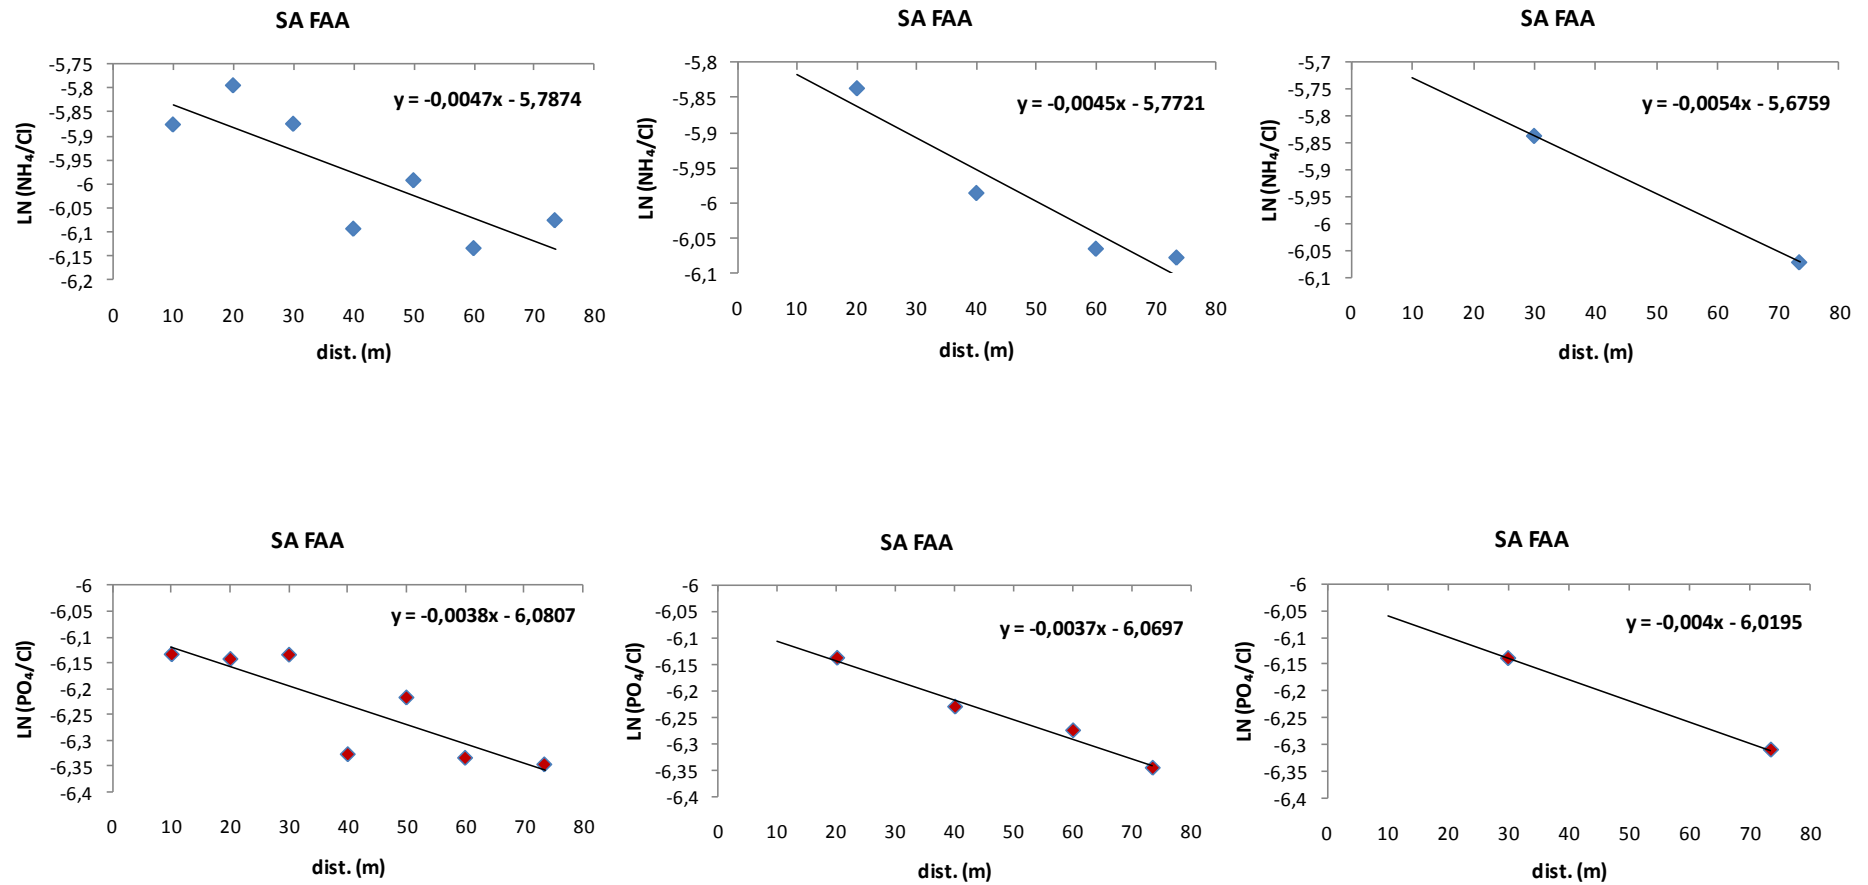 SA FAA
LN (NH₄/Cl)
-5,75
-5,8
-5,85
-5,9
-5,95
-6
-6,05
-6,1
-6,15
-6,2
y = -0,0047x - 5,7874
0 10 20 30 40 50 60 70 80
dist. (m)
SA FAA
LN (NH₄/Cl)
-5,8
-5,85
-5,9
-5,95
-6
-6,05
-6,1
y = -0,0045x - 5,7721
0 10 20 30 40 50 60 70 80
dist. (m)
SA FAA
LN (NH₄/Cl)
-5,7
-5,75
-5,8
-5,85
-5,9
-5,95
-6
-6,05
-6,1
y = -0,0054x - 5,6759
0 10 20 30 40 50 60 70 80
dist. (m)
SA FAA
LN (PO₄/Cl)
-6
-6,05
-6,1
-6,15
-6,2
-6,25
-6,3
-6,35
-6,4
y = -0,0038x - 6,0807
0 10 20 30 40 50 60 70 80
dist. (m)
SA FAA
LN (PO₄/Cl)
-6
-6,05
-6,1
-6,15
-6,2
-6,25
-6,3
-6,35
-6,4
y = -0,0037x - 6,0697
0 10 20 30 40 50 60 70 80
dist. (m)
SA FAA
LN (PO₄/Cl)
-6
-6,05
-6,1
-6,15
-6,2
-6,25
-6,3
-6,35
-6,4
y = -0,004x - 6,0195
0 10 20 30 40 50 60 70 80
dist. (m)